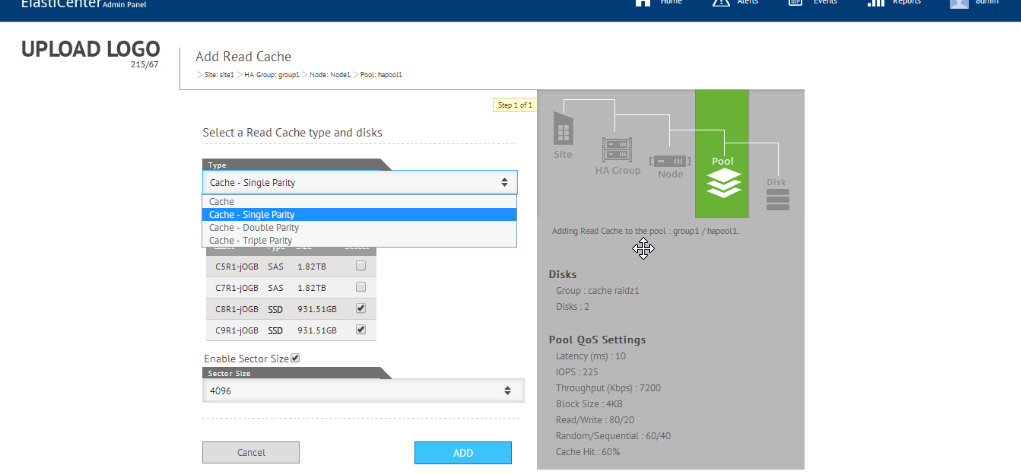 ElastiCenter Admin Panel
Home
Alerts
Events
Reports
admin
UPLOAD LOGO
215/67
Add Read Cache
> Site: site1 > HA Group: group1 > Node: Node1 > Pool: hapool1
Step 1 of 1
Select a Read Cache type and disks
Type
Cache - Single Parity
Cache
Cache - Single Parity
Cache - Double Parity
Cache - Triple Parity
C5R1-JOGB SAS 1.82TB
C7R1-JOGB SAS 1.82TB
C8R1-JOGB SSD 931.51GB
C9R1-JOGB SSD 931.51GB
Enable Sector Size
Sector Size
4096
Cancel
ADD
Site
HA Group
Node
Pool
Disk
Adding Read Cache to the pool : group1 / hapool1.
Disks
Group : cache raidz1
Disks : 2
Pool QoS Settings
Latency (ms) : 10
IOPS : 225
Throughput (Kbps) : 7200
Block Size : 4KB
Read/Write : 80/20
Random/Sequential : 60/40
Cache Hit : 60%